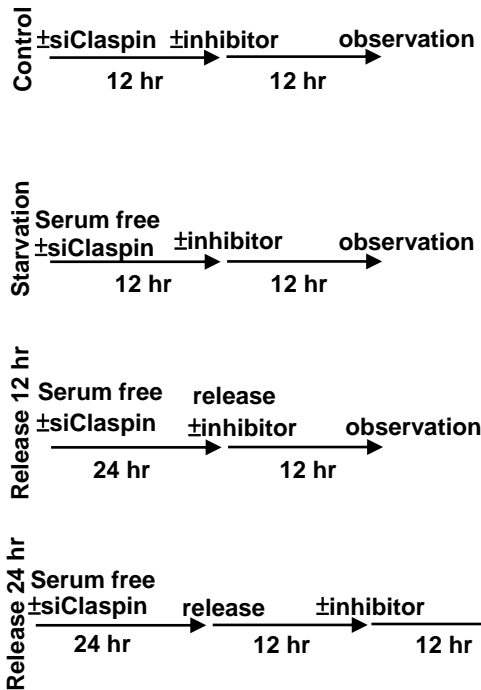 Control
±siClaspin ±inhibitor observation
12 hr 12 hr
Starvation
Serum free
±siClaspin ±inhibitor observation
12 hr 12 hr
Release 12 hr
Serum free release
±siClaspin ±inhibitor observation
24 hr 12 hr
Release 24 hr
Serum free
±siClaspin release ±inhibitor
24 hr 12 hr 12 hr